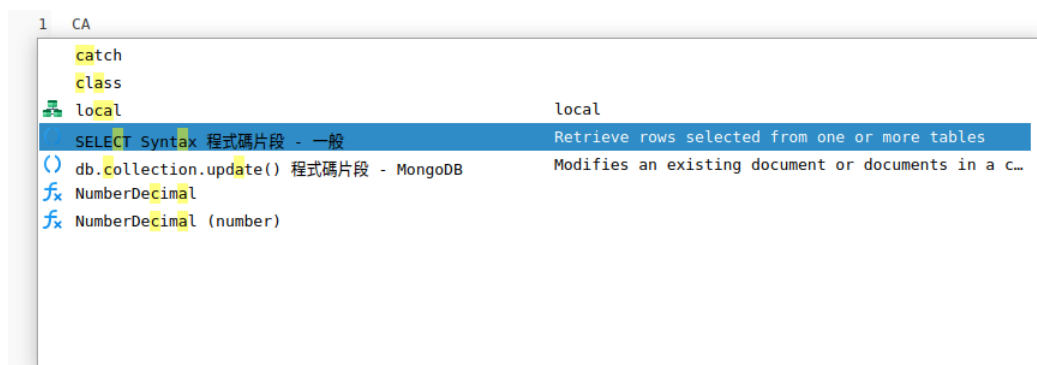 1 CA
catch
class
local local
SELECT Syntax 程式碼片段 - 一般 Retrieve rows selected from one or more tables
db.collection.update() 程式碼片段 - MongoDB Modifies an existing document or documents in a c…
NumberDecimal
NumberDecimal (number)